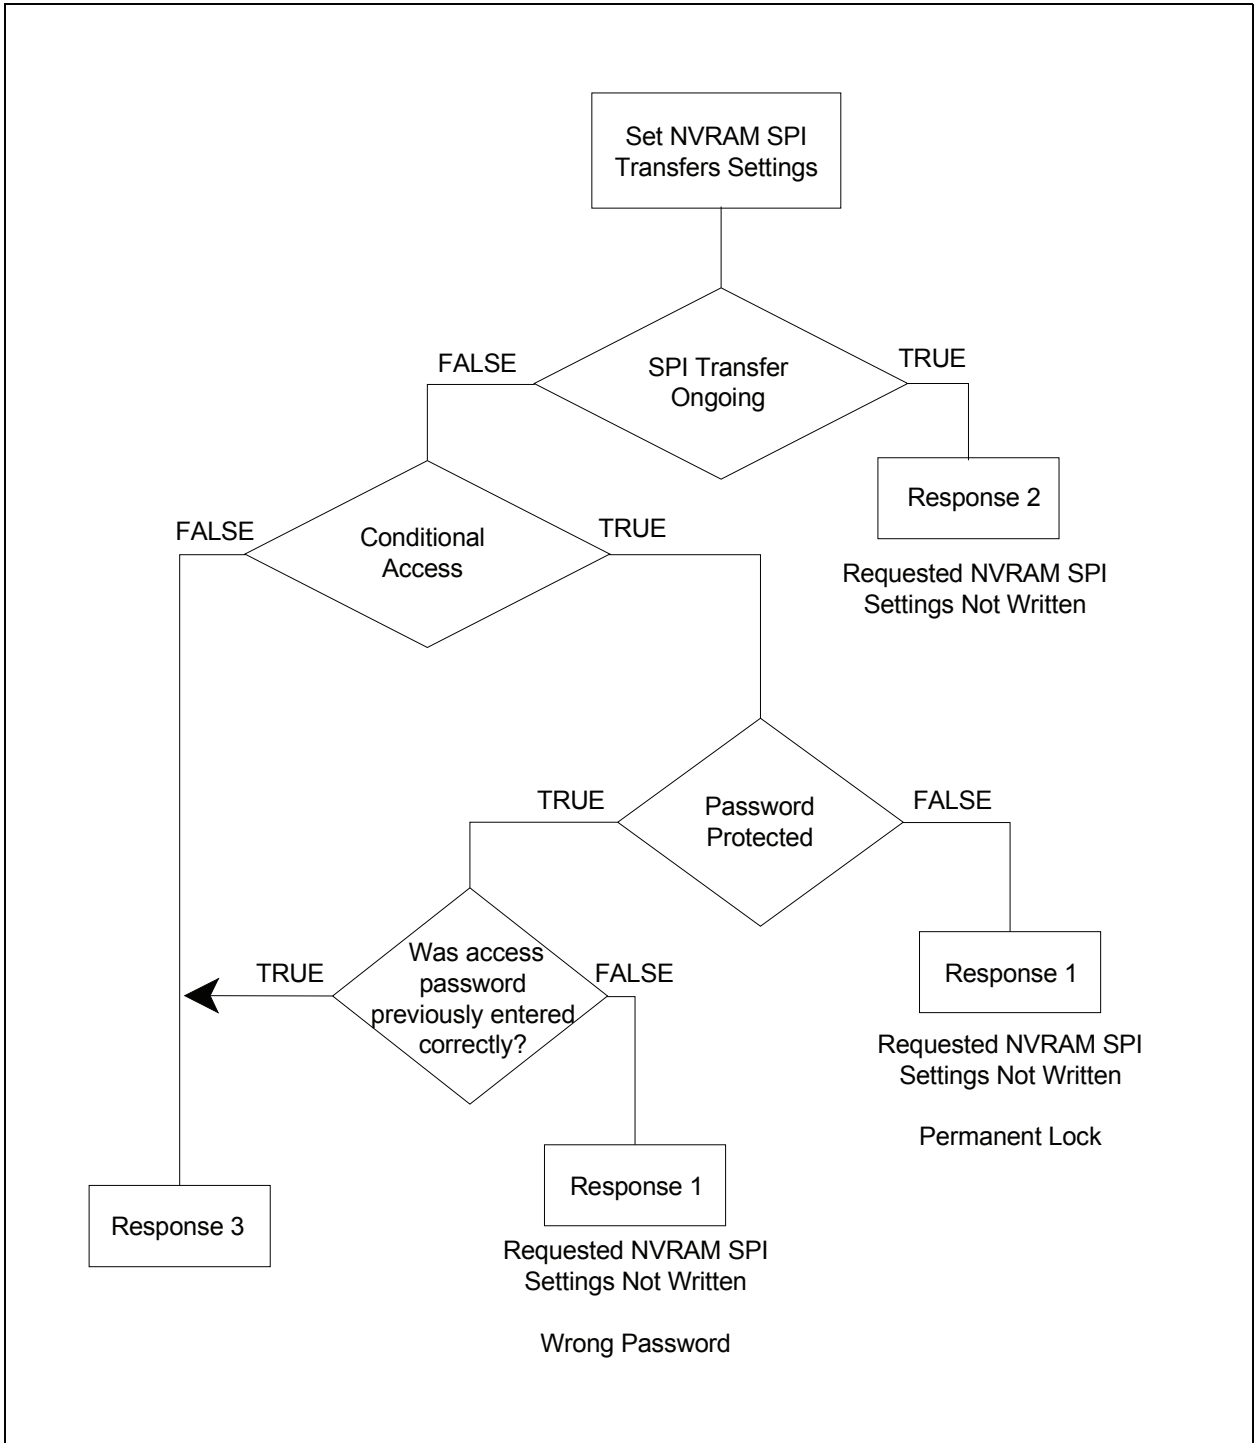 Set NVRAM SPI
Transfers Settings
FALSE
SPI Transfer
Ongoing
TRUE
Response 2
Requested NVRAM SPI
Settings Not Written
FALSE
Conditional
Access
TRUE
TRUE
Password
Protected
FALSE
Response 1
Requested NVRAM SPI
Settings Not Written
Permanent Lock
TRUE
Was access
password
previously entered
correctly?
FALSE
Response 1
Requested NVRAM SPI
Settings Not Written
Wrong Password
Response 3